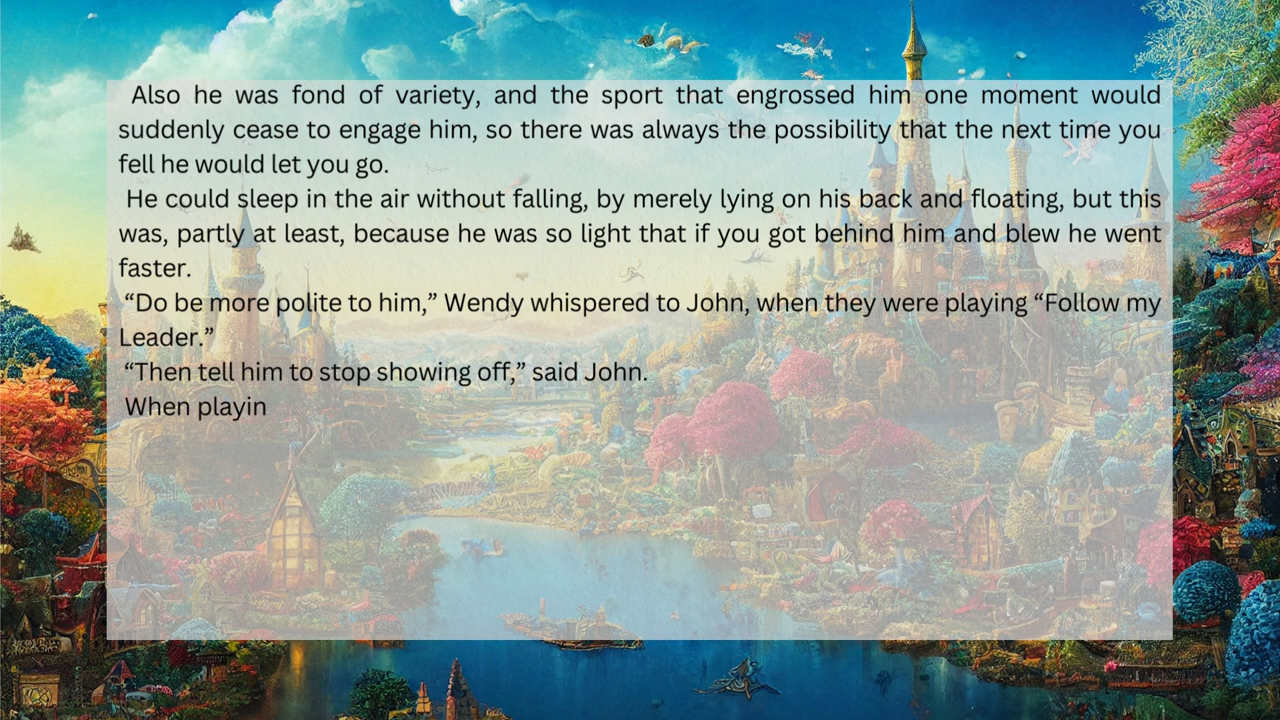 Also he was fond of variety, and the sport that engrossed him one moment would
suddenly cease to engage him, so there was always the possibility that the next time you
fell he would let you go.
He could sleep in the air without falling, by merely lying on his back and floating, but this
was, partly at least, because he was so light that if you got behind him and blew he went
faster.
“Do be more polite to him,” Wendy whispered to John, when they were playing “Follow my
Leader.”
“Then tell him to stop showing off,” said John.
When playin